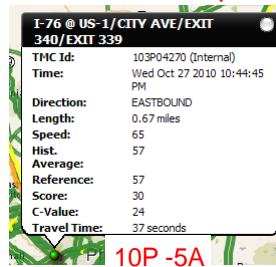 I-76 @ US-1/CITY AVE/EXIT
340/EXIT 339
TMC Id: 103P04270 (Internal)
Time: Wed Oct 27 2010 10:44:45
PM
Direction: EASTBOUND
Length: 0.67 miles
Speed: 65
Hist. 57
Average:
Reference: 57
Score: 30
C-Value: 24
Travel Time: 37 seconds
10P -5A